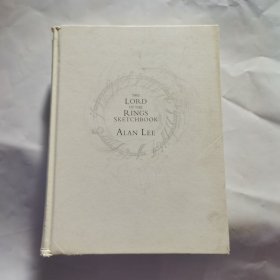 THE
LORD
OF THE
RINGS
SKETCHBOOK
ALAN LEE